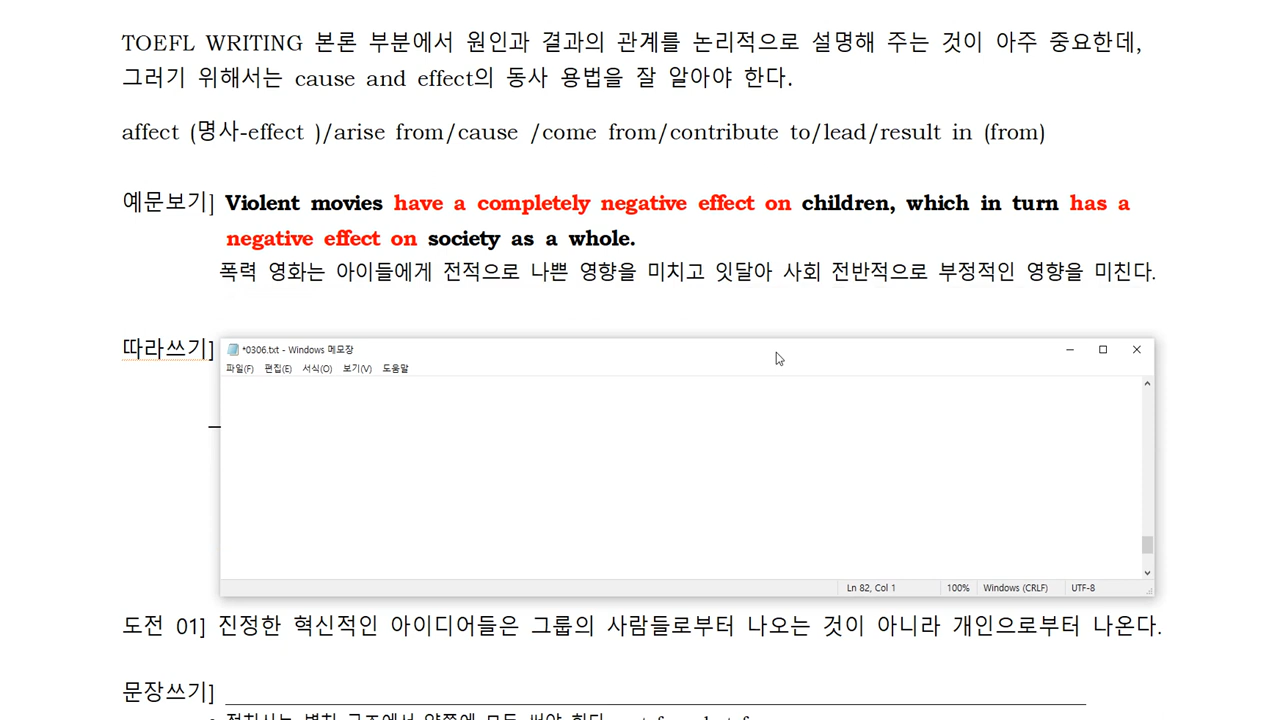 TOEFL WRITING 본론 부분에서 원인과 결과의 관계를 논리적으로 설명해 주는 것이 아주 중요한데,
그러기 위해서는 cause and effect의 동사 용법을 잘 알아야 한다.
affect (명사-effect )/arise from/cause /come from/contribute to/lead/result in (from)
예문보기] Violent movies have a completely negative effect on children, which in turn has a
negative effect on society as a whole.
폭력 영화는 아이들에게 전적으로 나쁜 영향을 미치고 잇달아 사회 전반적으로 부정적인 영향을 미친다.
따라쓰기]
*0306.txt - Windows 메모장
파일(F) 편집(E) 서식(O) 보기(V) 도움말
Ln 82, Col 1 100% Windows (CRLF) UTF-8
도전 01] 진정한 혁신적인 아이디어들은 그룹의 사람들로부터 나오는 것이 아니라 개인으로부터 나온다.
문장쓰기]